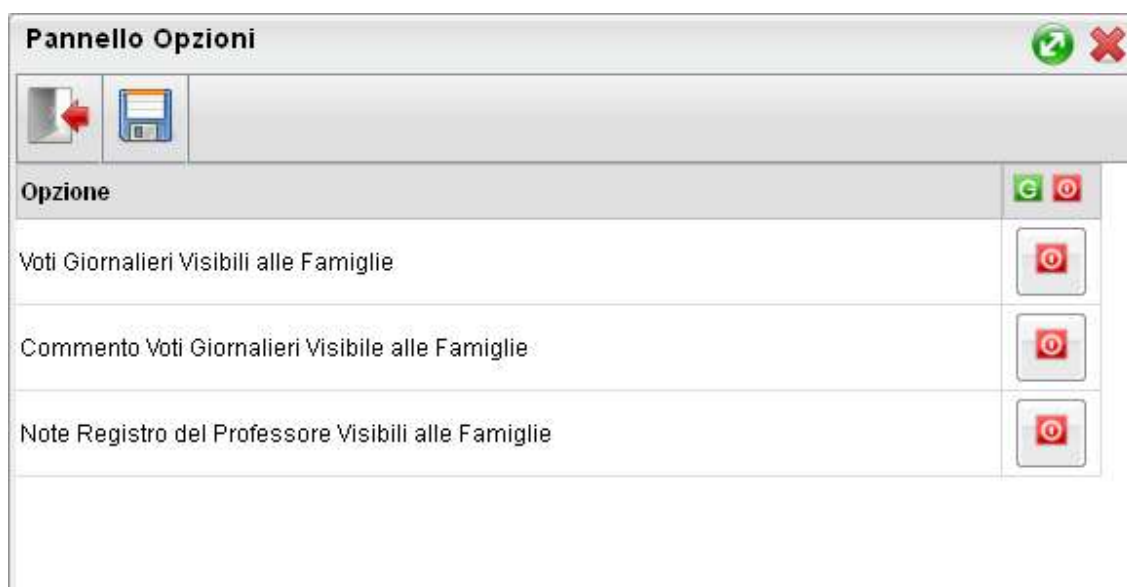 Pannello Opzioni
Opzione
Voti Giornalieri Visibili alle Famiglie
Commento Voti Giornalieri Visibile alle Famiglie
Note Registro del Professore Visibili alle Famiglie